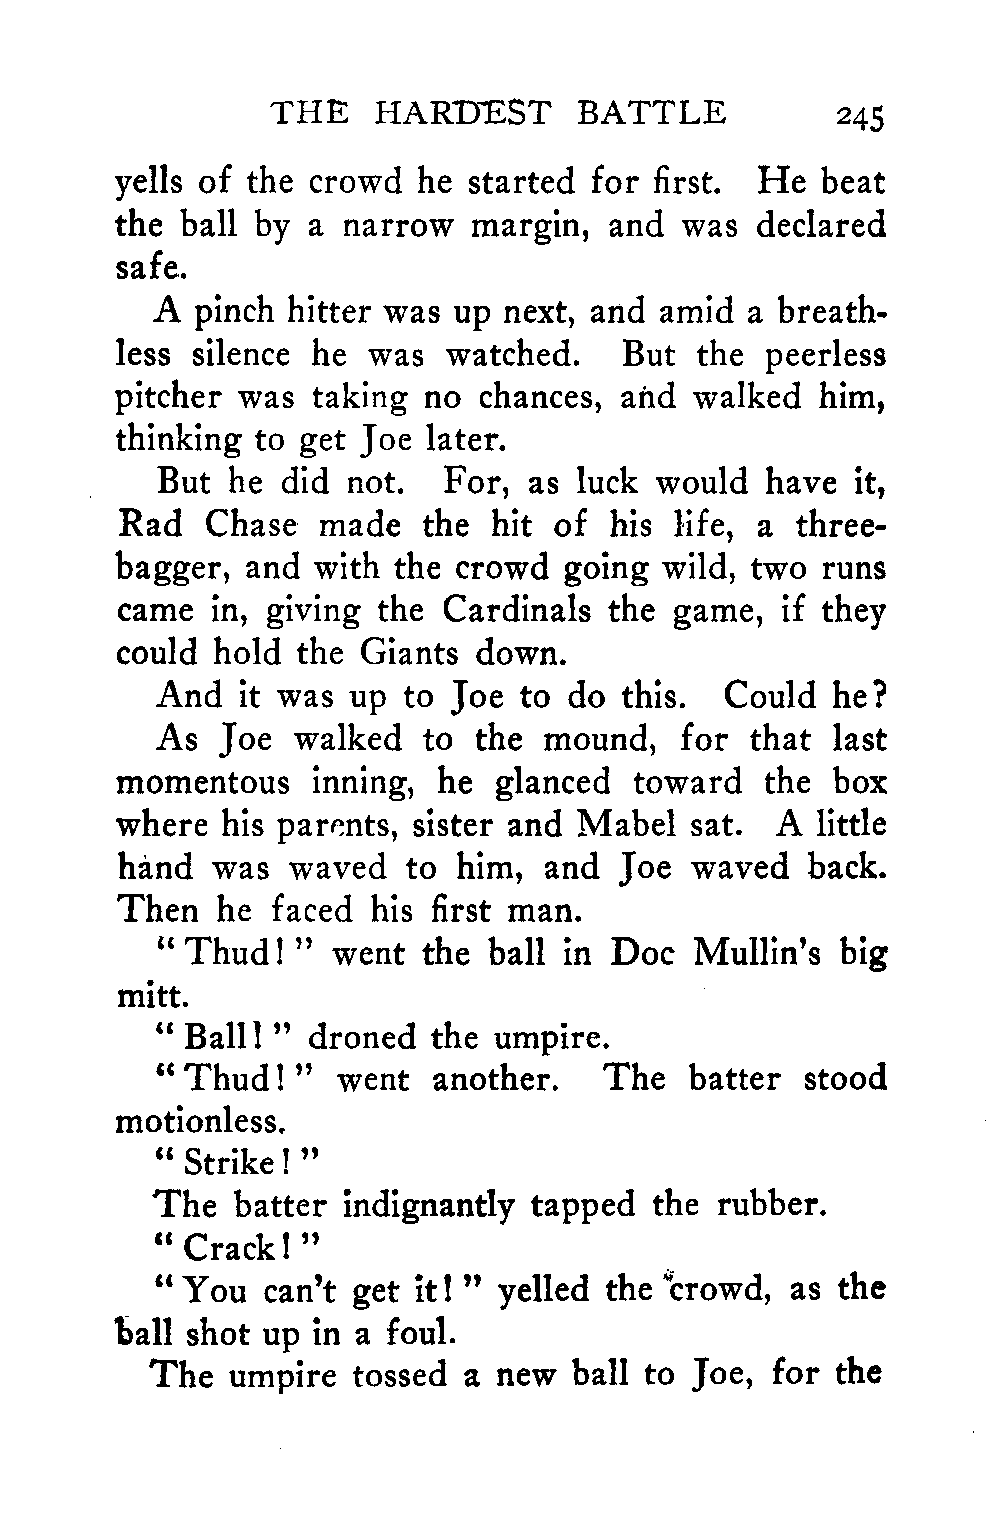 THE HARDEST BATTLE 245
yells of the crowd he started for first. He beat
the ball by a narrow margin, and was declared
safe.
A pinch hitter was up next, and amid a breath-
less silence he was watched. But the peerless
pitcher was taking no chances, and walked him,
thinking to get Joe later.
But he did not. For, as luck would have it,
Rad Chase made the hit of his life, a three-
bagger, and with the crowd going wild, two runs
came in, giving the Cardinals the game, if they
could hold the Giants down.
And it was up to Joe to do this. Could he?
As Joe walked to the mound, for that last
momentous inning, he glanced toward the box
where his parents, sister and Mabel sat. A little
hand was waved to him, and Joe waved back.
Then he faced his first man.
"Thud!" went the ball in Doc Mullin's big
mitt.
"Ball!" droned the umpire.
"Thud!" went another. The batter stood
motionless.
"Strike!"
The batter indignantly tapped the rubber.
"Crack!"
"You can't get it!" yelled the crowd, as the
ball shot up in a foul.
The umpire tossed a new ball to Joe, for the